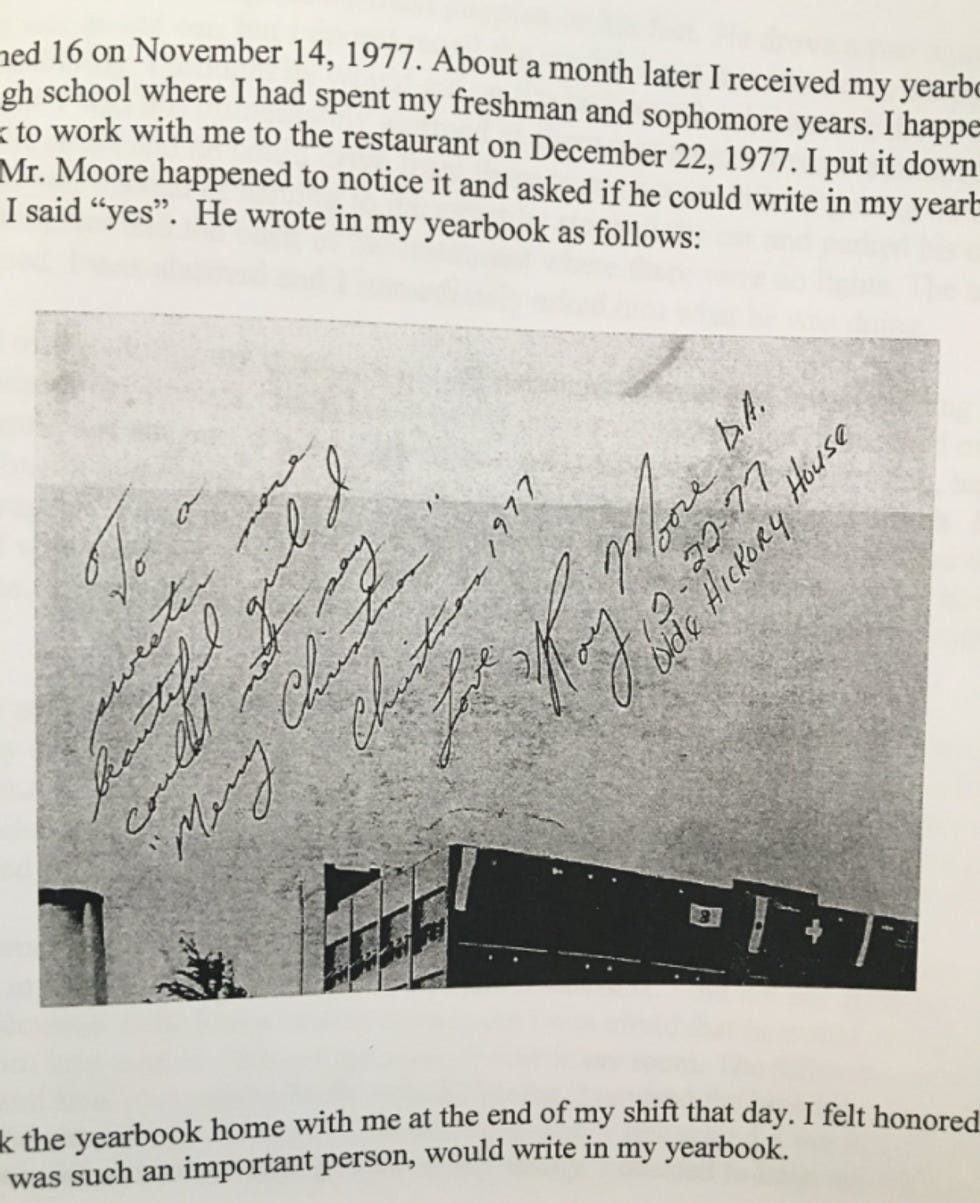 ned 16 on November 14, 1977. About a month later I received my yearbo
gh school where I had spent my freshman and sophomore years. I happe
k to work with me to the restaurant on December 22, 1977. I put it down
Mr. Moore happened to notice it and asked if he could write in my yearb
I said “yes”. He wrote in my yearbook as follows:
To a more
sweeter
beautiful girl I
could not say
"Merry Christmas"
Christmas, 1977
Love,
Roy Moore D.A.
12-22-77
Olde Hickory House
8
k the yearbook home with me at the end of my shift that day. I felt honored
was such an important person, would write in my yearbook.